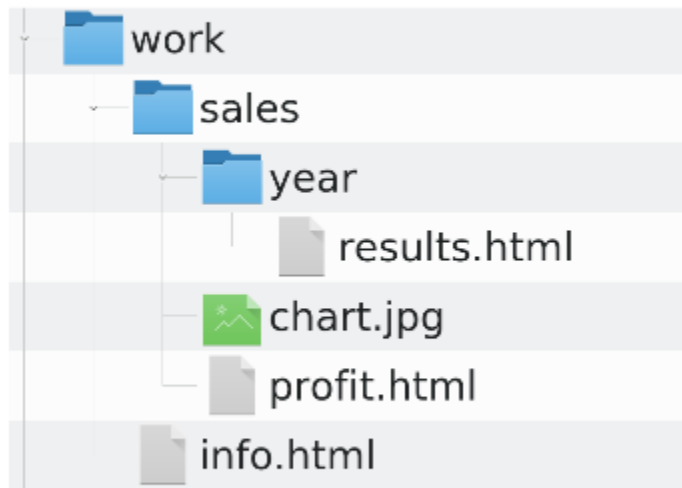 work
sales
year
results.html
chart.jpg
profit.html
info.html